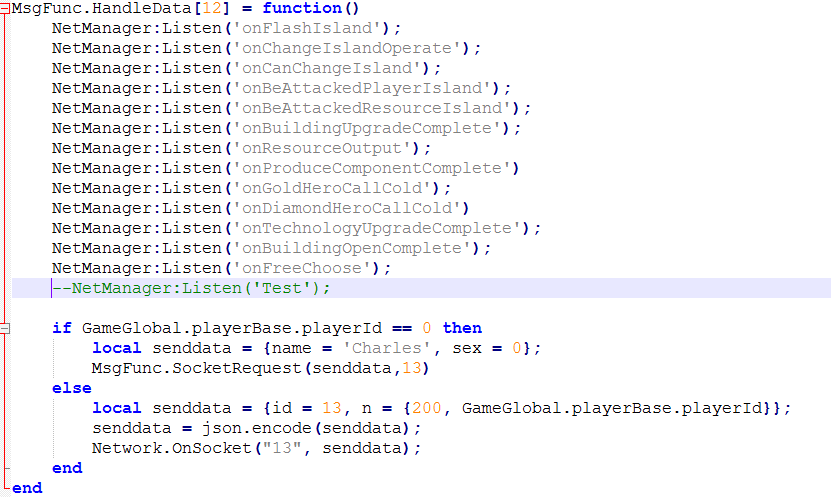 MsgFunc.HandleData[12] = function()
    NetManager:Listen('onFlashIsland');
    NetManager:Listen('onChangeIslandOperate');
    NetManager:Listen('onCanChangeIsland');
    NetManager:Listen('onBeAttackedPlayerIsland');
    NetManager:Listen('onBeAttackedResourceIsland');
    NetManager:Listen('onBuildingUpgradeComplete');
    NetManager:Listen('onResourceOutput');
    NetManager:Listen('onProduceComponentComplete')
    NetManager:Listen('onGoldHeroCallCold');
    NetManager:Listen('onDiamondHeroCallCold')
    NetManager:Listen('onTechnologyUpgradeComplete');
    NetManager:Listen('onBuildingOpenComplete');
    NetManager:Listen('onFreeChoose');
    --NetManager:Listen('Test');

    if GameGlobal.playerBase.playerId == 0 then
        local senddata = {name = 'Charles', sex = 0};
        MsgFunc.SocketRequest(senddata,13)
    else
        local senddata = {id = 13, n = {200, GameGlobal.playerBase.playerId}};
        senddata = json.encode(senddata);
        Network.OnSocket("13", senddata);
    end
end